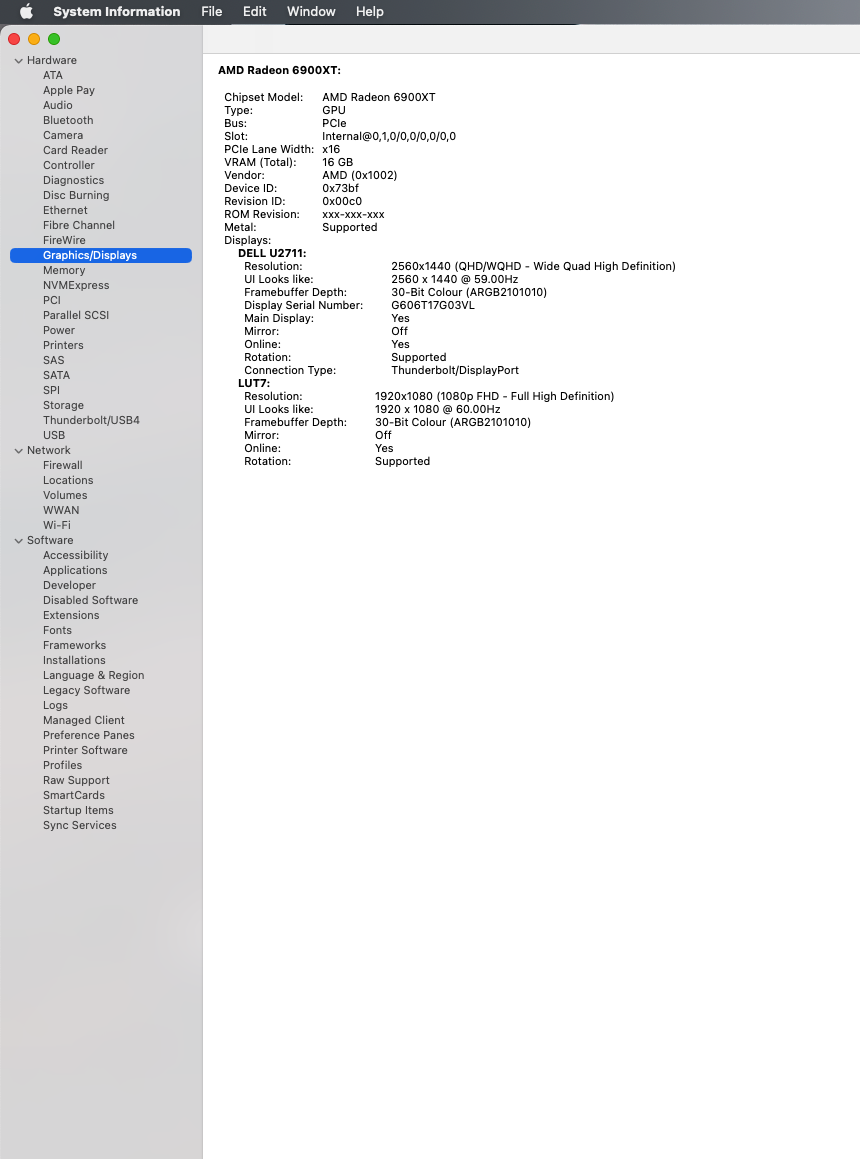 System Information File Edit Window Help
Hardware
ATA
Apple Pay
Audio
Bluetooth
Camera
Card Reader
Controller
Diagnostics
Disc Burning
Ethernet
Fibre Channel
FireWire
Graphics/Displays
Memory
NVMExpress
PCI
Parallel SCSI
Power
Printers
SAS
SATA
SPI
Storage
Thunderbolt/USB4
USB
Network
Firewall
Locations
Volumes
WWAN
Wi-Fi
Software
Accessibility
Applications
Developer
Disabled Software
Extensions
Fonts
Frameworks
Installations
Language & Region
Legacy Software
Logs
Managed Client
Preference Panes
Printer Software
Profiles
Raw Support
SmartCards
Startup Items
Sync Services
AMD Radeon 6900XT:
Chipset Model: AMD Radeon 6900XT
Type: GPU
Bus: PCIe
Slot: Internal@0,1,0/0,0/0,0/0,0
PCIe Lane Width: x16
VRAM (Total): 16 GB
Vendor: AMD (0x1002)
Device ID: 0x73bf
Revision ID: 0x00c0
ROM Revision: xxx-xxx-xxx
Metal: Supported
Displays:
DELL U2711:
Resolution: 2560x1440 (QHD/WQHD - Wide Quad High Definition)
UI Looks like: 2560 x 1440 @ 59.00Hz
Framebuffer Depth: 30-Bit Colour (ARGB2101010)
Display Serial Number: G606T17G03VL
Main Display: Yes
Mirror: Off
Online: Yes
Rotation: Supported
Connection Type: Thunderbolt/DisplayPort
LUT7:
Resolution: 1920x1080 (1080p FHD - Full High Definition)
UI Looks like: 1920 x 1080 @ 60.00Hz
Framebuffer Depth: 30-Bit Colour (ARGB2101010)
Mirror: Off
Online: Yes
Rotation: Supported